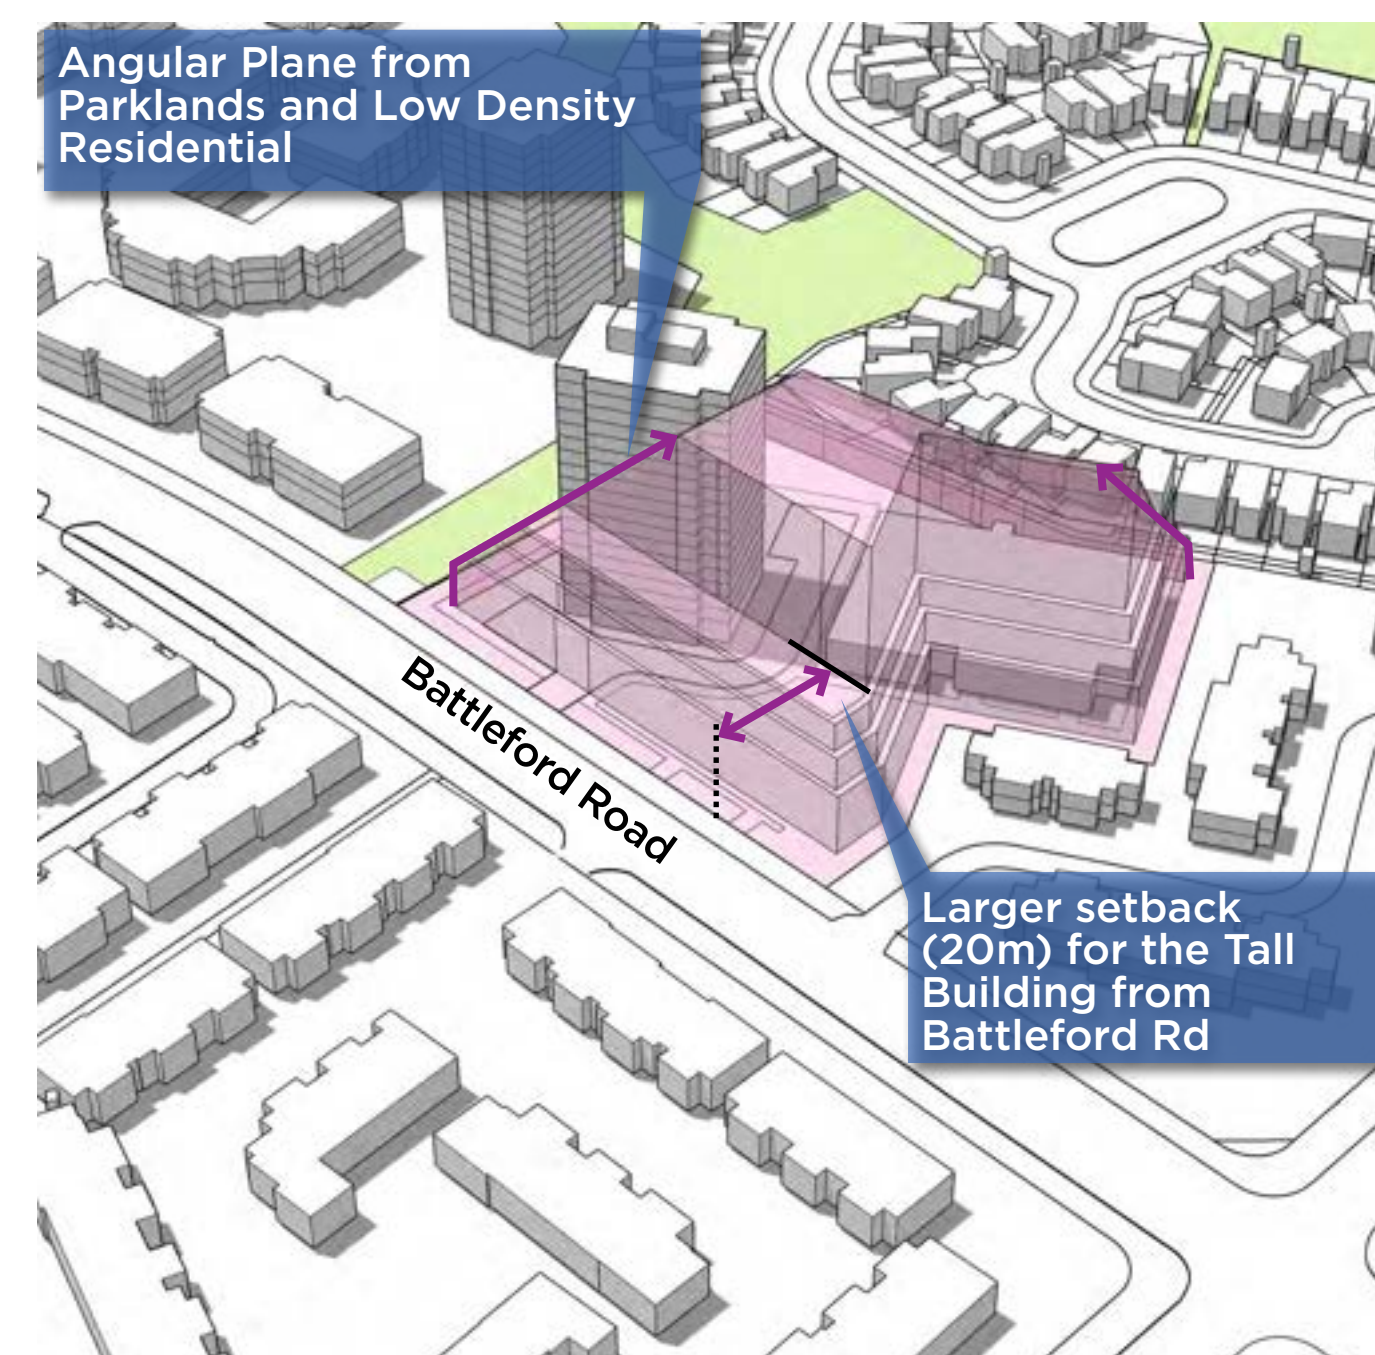 Angular Plane from
Parklands and Low Density
Residential
Battleford Road
Larger setback
(20m) for the Tall
Building from
Battleford Rd